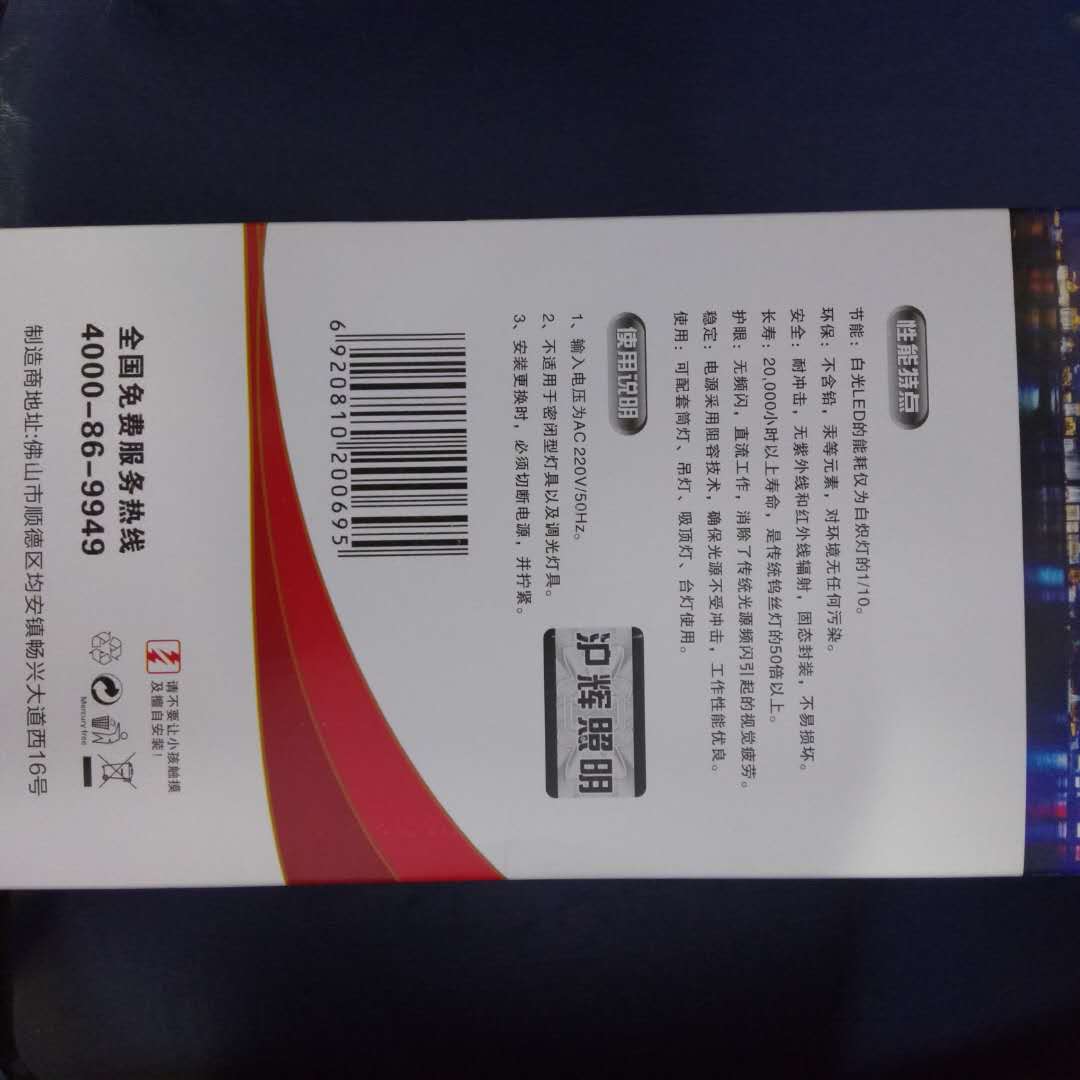 性能特点
节能：白光LED的能耗仅为白炽灯的1/10。
环保：不含铅，汞等元素，对环境无任何污染。
安全：耐冲击，无紫外线和红外线辐射，固态封装，不易损坏。
长寿：20,000小时以上寿命，是传统钨丝灯的50倍以上。
护眼：无频闪，直流工作，消除了传统光源频闪引起的视觉疲劳。
稳定：电源采用阻容技术，确保光源不受冲击，工作性能优良。
使用：可配套筒灯、吊灯、吸顶灯、台灯使用。
使用说明
1、输入电压为AC 220V/50Hz。
2、不适用于密闭型灯具以及调光灯具。
3、安装更换时，必须切断电源，并拧紧。
沪辉照明
6 920810 200695
请不要让小孩触摸
及擅自安装！
全国免费服务热线
4000-86-9949
Mercury free
制造商地址:佛山市顺德区均安镇畅兴大道西16号